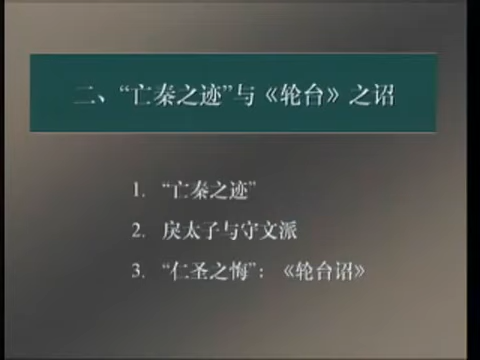 二、“亡秦之迹”与《轮台》之诏
1. “亡秦之迹”
2. 戾太子与守文派
3. “仁圣之悔”：《轮台诏》